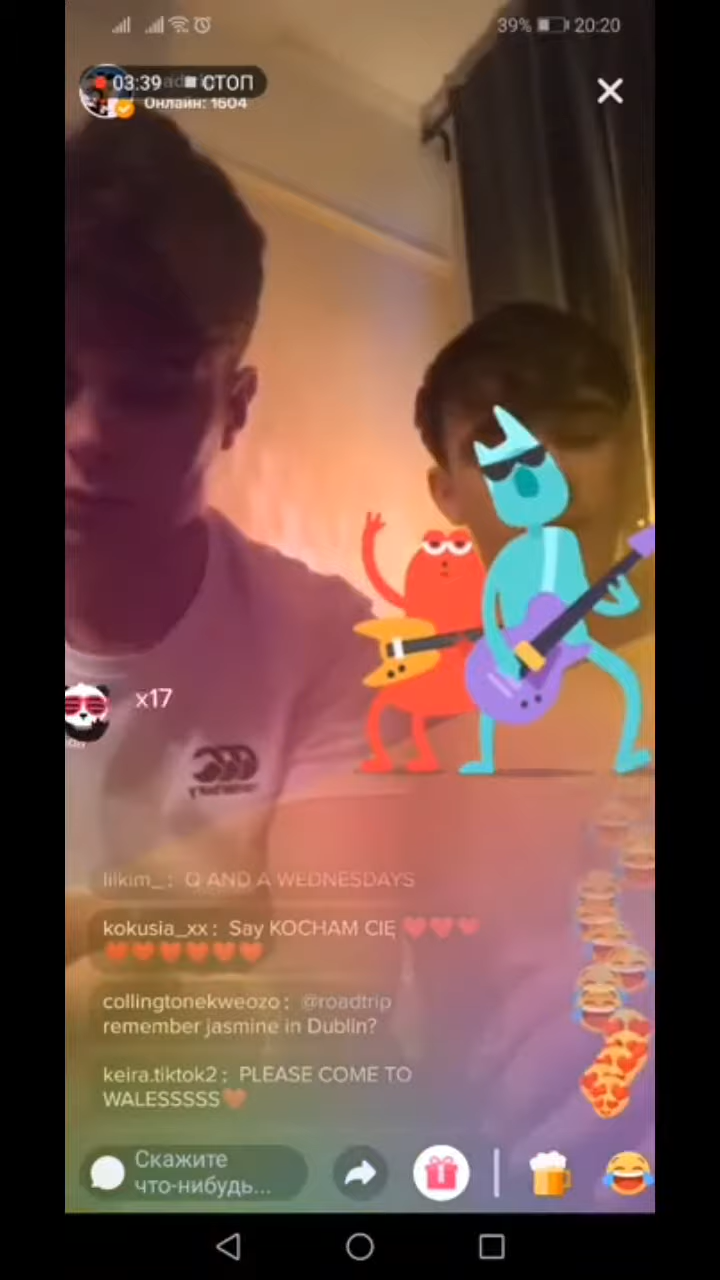 39% 20:20
03:39 СТОП
Онлайн: 1604
x17
lilkim_: Q AND A WEDNESDAYS
kokusia_xx: Say KOCHAM CIĘ ❤️❤️❤️
❤️❤️❤️❤️❤️❤️
collingtonekweozo: @roadtrip
remember jasmine in Dublin?
keira.tiktok2: PLEASE COME TO
WALESSSSS❤️
Скажите
что-нибудь...